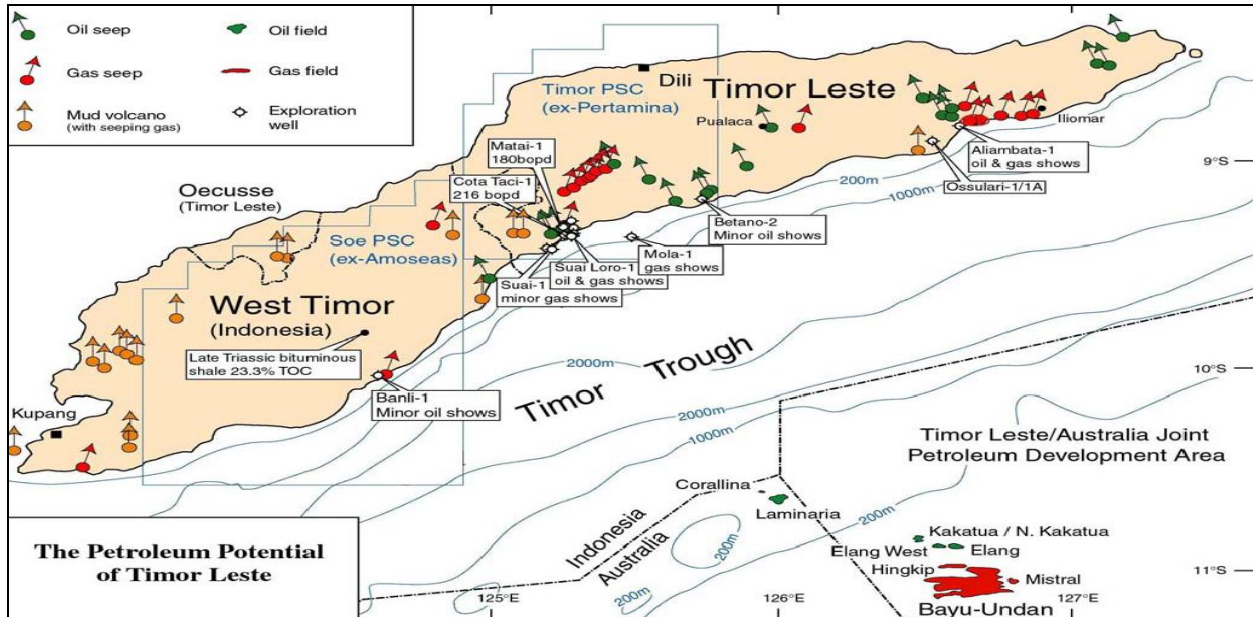 Oil seep
Oil field
Gas seep
Gas field
Mud volcano
(with seeping gas)
Exploration
well
Timor PSC
(ex-Pertamina)
Dili
Timor Leste
Pualaca
Iliomar
Matai-1
180bopd
Cota Taci-1
216 bopd
Aliambata-1
oil & gas shows
Ossulari-1/1A
9°S
200m
1000m
Oecusse
(Timor Leste)
Soe PSC
(ex-Amoseas)
Betano-2
Minor oil shows
Mola-1
gas shows
Suai Loro-1
oil & gas shows
Suai-1
minor gas shows
West Timor
(Indonesia)
Late Triassic bituminous
shale 23.3% TOC
Banli-1
Minor oil shows
2000m
Timor Trough
10°S
2000m
1000m
Kupang
Timor Leste/Australia Joint
Petroleum Development Area
Corallina
Laminaria
200m
Indonesia
Australia
200m
200m
Kakatua / N. Kakatua
Elang West
Elang
Hingkip
Mistral
Bayu-Undan
11°S
125°E
126°E
127°E
The Petroleum Potential
of Timor Leste